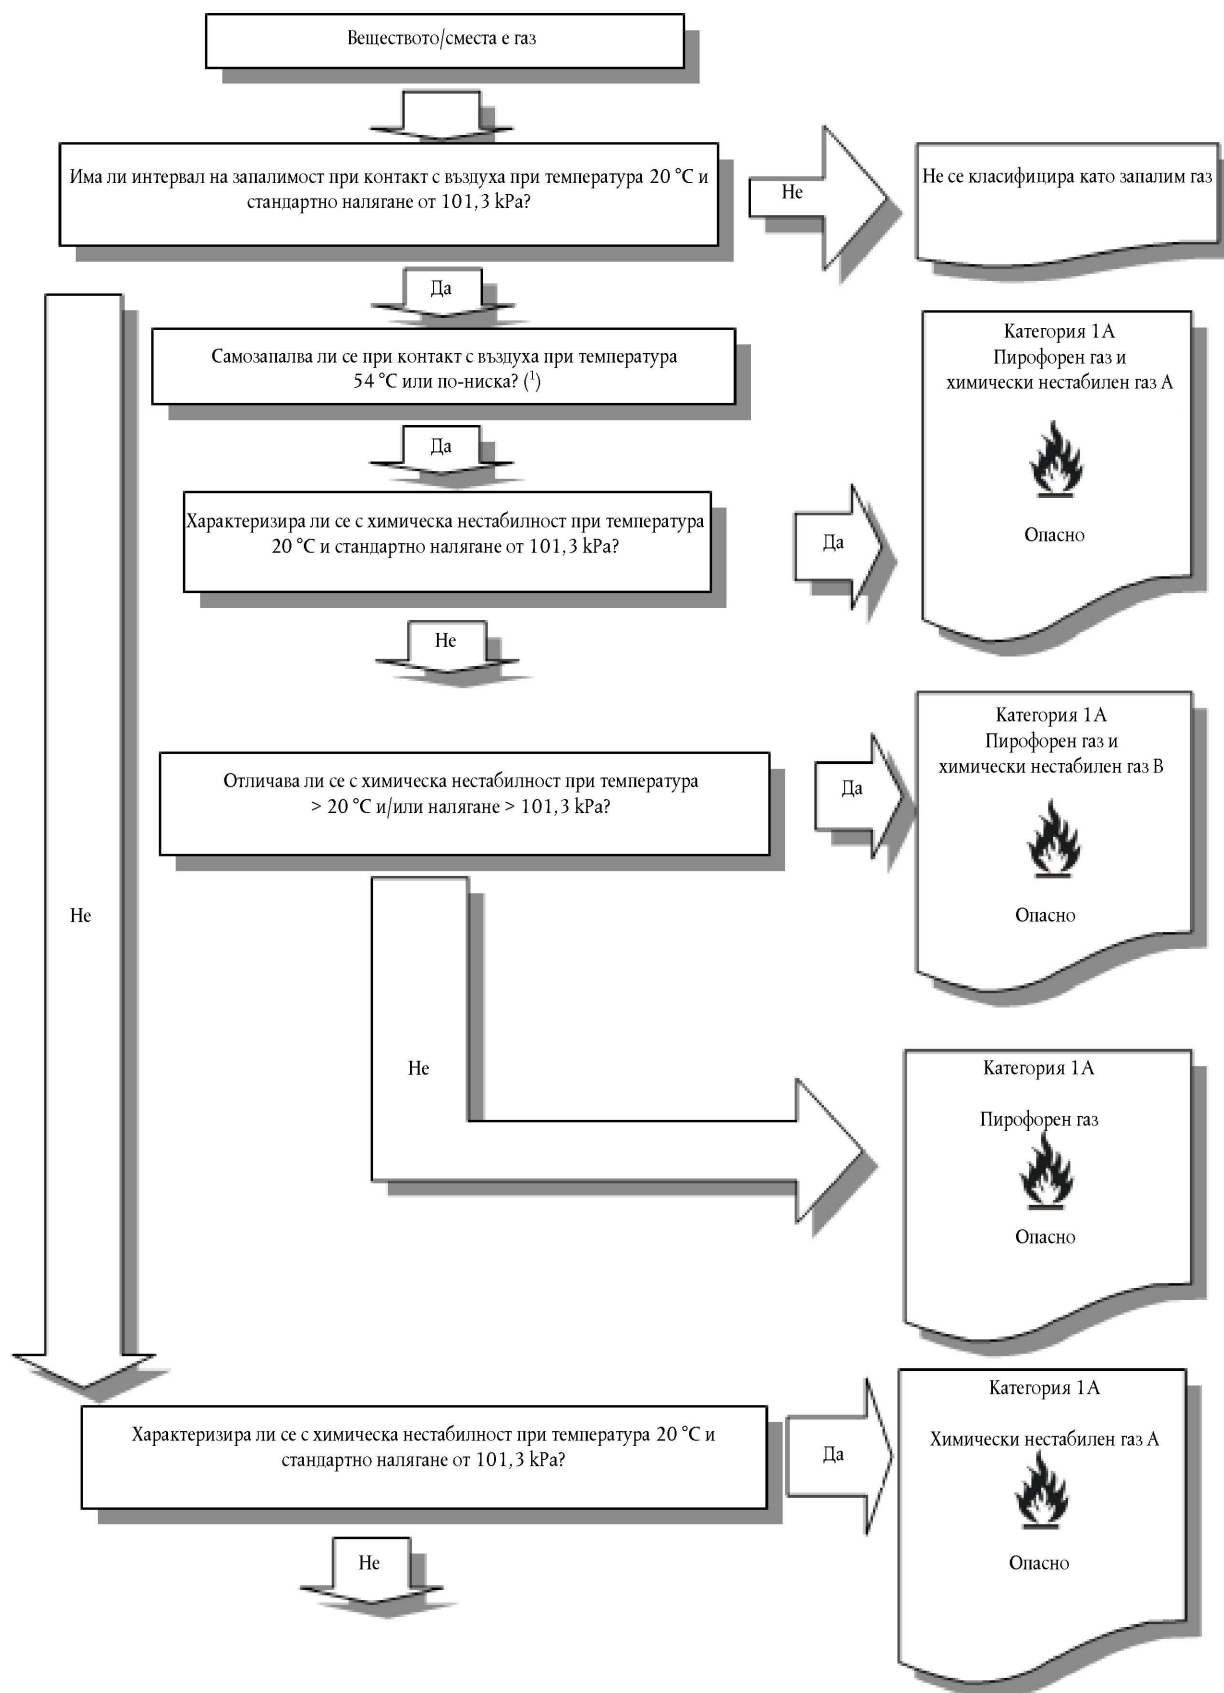 Веществото/сместа е газ
Има ли интервал на запалимост при контакт с въздуха при температура 20 °C и
стандартно налягане от 101,3 kPa?
Не
Не се класифицира като запалим газ
Да
Самозапалва ли се при контакт с въздуха при температура
54 °C или по-ниска? (¹)
Да
Категория 1A
Пирофорен газ и
химически нестабилен газ A
Опасно
Характеризира ли се с химическа нестабилност при температура
20 °C и стандартно налягане от 101,3 kPa?
Да
Не
Отличава ли се с химическа нестабилност при температура
> 20 °C и/или налягане > 101,3 kPa?
Да
Категория 1A
Пирофорен газ и
химически нестабилен газ B
Опасно
Не
Не
Категория 1A
Пирофорен газ
Опасно
Характеризира ли се с химическа нестабилност при температура 20 °C и
стандартно налягане от 101,3 kPa?
Да
Категория 1A
Химически нестабилен газ A
Опасно
Не